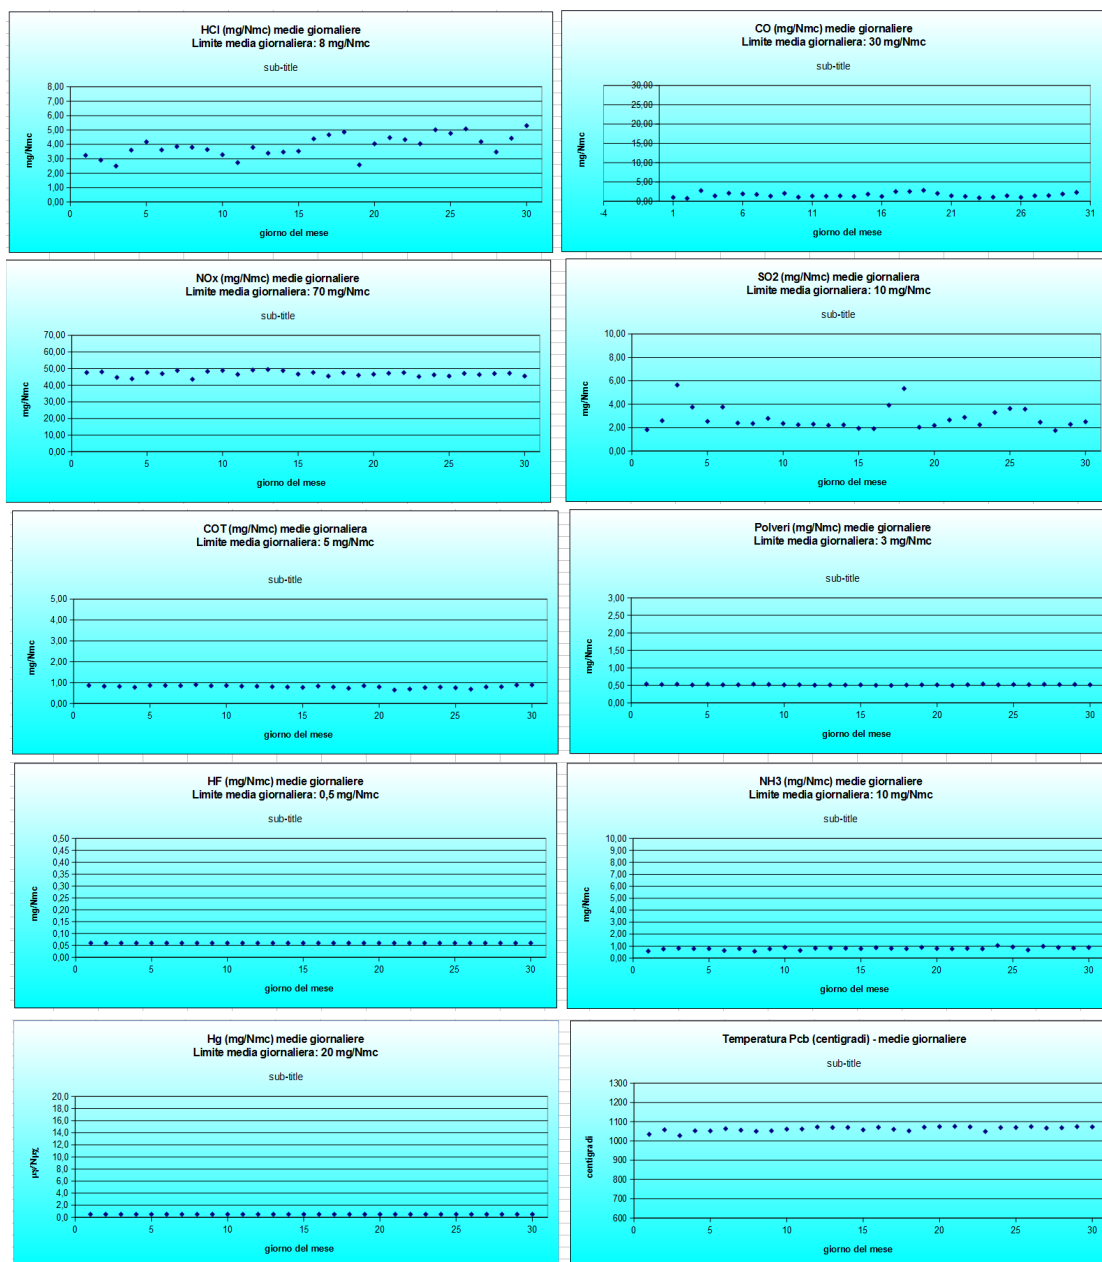 HCl (mg/Nmc) medie giornaliere
Limite media giornaliera: 8 mg/Nmc
sub-title
8,00
7,00
6,00
5,00
4,00
3,00
2,00
1,00
0,00
mg/Nmc
0 5 10 15 20 25 30
giorno del mese
CO (mg/Nmc) medie giornaliere
Limite media giornaliera: 30 mg/Nmc
sub-title
30,00
25,00
20,00
15,00
10,00
5,00
0,00
mg/Nmc
-4 1 6 11 16 21 26 31
giorno del mese
NOx (mg/Nmc) medie giornaliere
Limite media giornaliera: 70 mg/Nmc
sub-title
70,00
60,00
50,00
40,00
30,00
20,00
10,00
0,00
mg/Nmc
0 5 10 15 20 25 30
giorno del mese
SO2 (mg/Nmc) medie giornaliera
Limite media giornaliera: 10 mg/Nmc
sub-title
10,00
8,00
6,00
4,00
2,00
0,00
mg/Nmc
0 5 10 15 20 25 30
giorno del mese
COT (mg/Nmc) medie giornaliera
Limite media giornaliera: 5 mg/Nmc
sub-title
5,00
4,00
3,00
2,00
1,00
0,00
mg/Nmc
0 5 10 15 20 25 30
giorno del mese
Polveri (mg/Nmc) medie giornaliere
Limite media giornaliera: 3 mg/Nmc
sub-title
3,00
2,50
2,00
1,50
1,00
0,50
0,00
mg/Nmc
0 5 10 15 20 25 30
giorno del mese
HF (mg/Nmc) medie giornaliere
Limite media giornaliera: 0,5 mg/Nmc
sub-title
0,50
0,45
0,40
0,35
0,30
0,25
0,20
0,15
0,10
0,05
0,00
mg/Nmc
0 5 10 15 20 25 30
giorno del mese
NH3 (mg/Nmc) medie giornaliere
Limite media giornaliera: 10 mg/Nmc
sub-title
10,00
9,00
8,00
7,00
6,00
5,00
4,00
3,00
2,00
1,00
0,00
mg/Nmc
0 5 10 15 20 25 30
giorno del mese
Hg (mg/Nmc) medie giornaliere
Limite media giornaliera: 20 mg/Nmc
sub-title
20,0
18,0
16,0
14,0
12,0
10,0
8,0
6,0
4,0
2,0
0,0
μγ/Νμχ
0 5 10 15 20 25 30
giorno del mese
Temperatura Pcb (centigradi) - medie giornaliere
sub-title
1300
1200
1100
1000
900
800
700
600
centigradi
0 5 10 15 20 25 30
giorno del mese